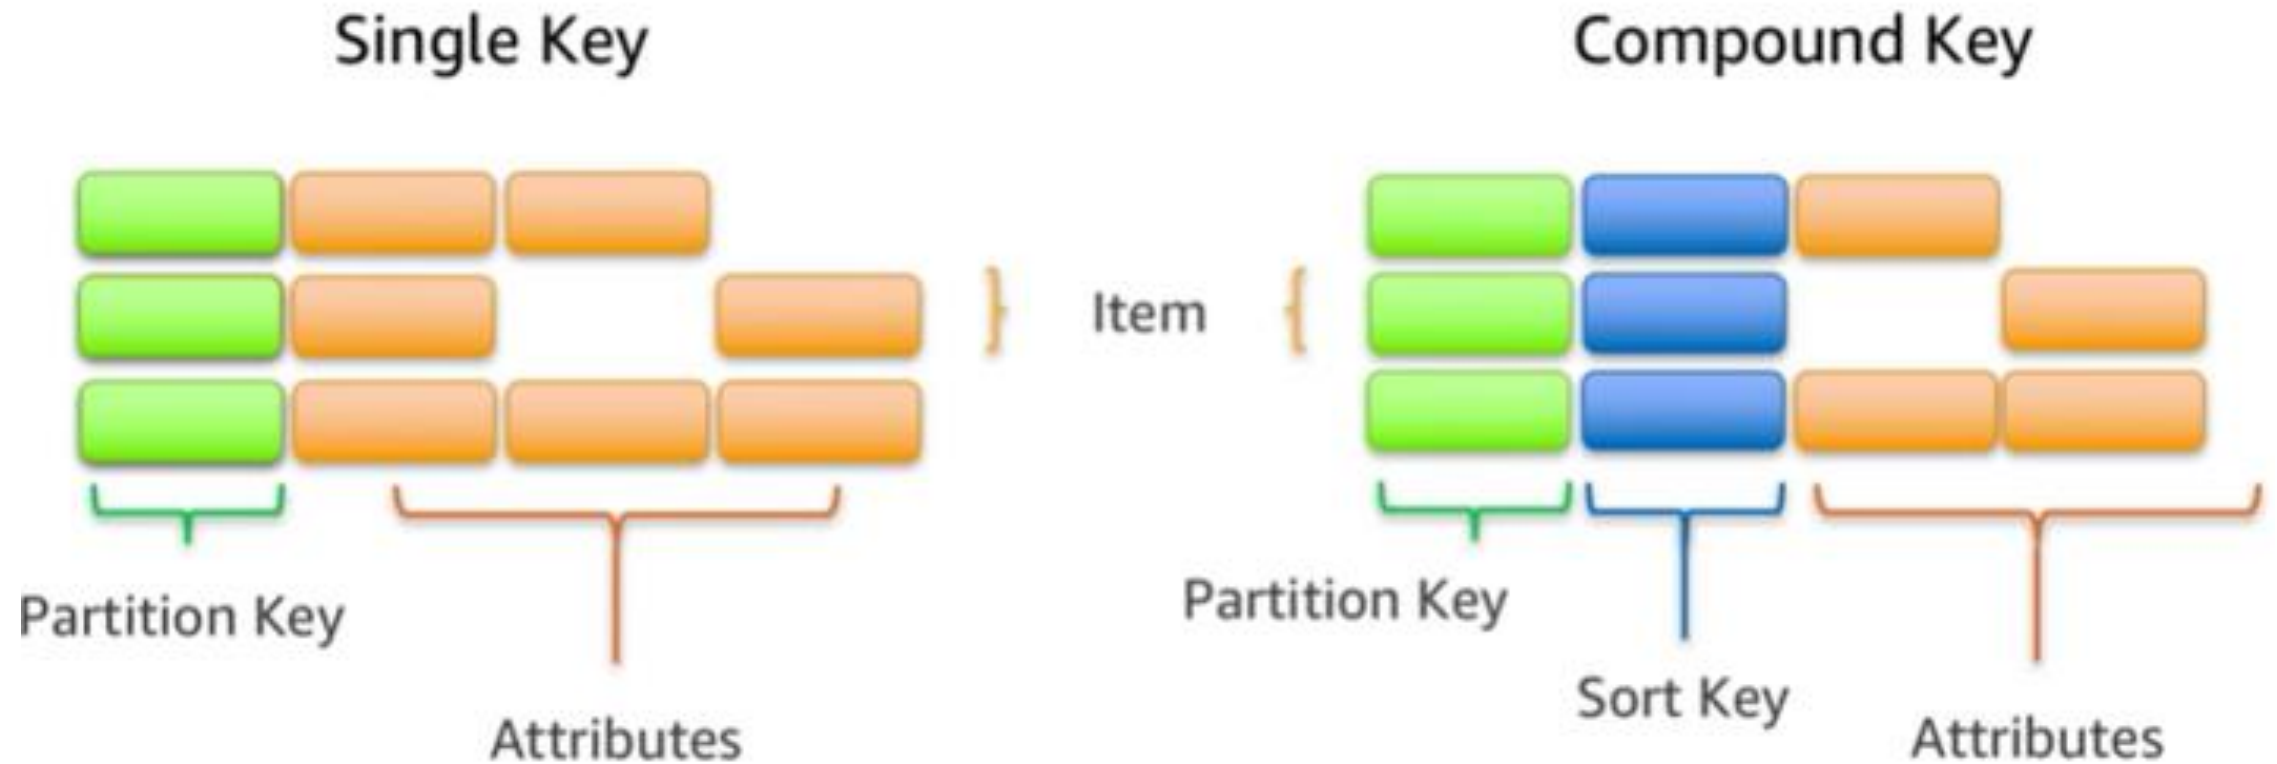 Single Key
Compound Key
Item
Partition Key
Attributes
Partition Key
Sort Key
Attributes